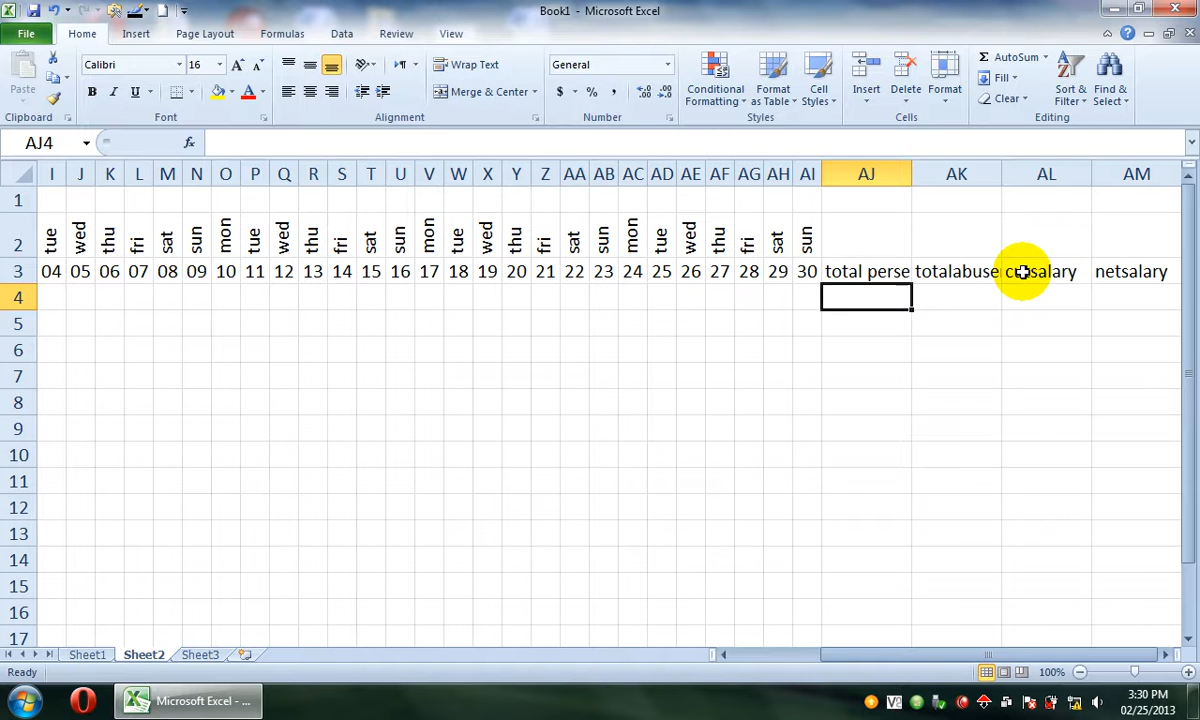 Book1 - Microsoft Excel
File Home Insert Page Layout Formulas Data Review View
Paste
Calibri 16
Wrap Text
General
AutoSum
Fill
Clear
B I U
Merge & Center
$ % ,
Conditional Formatting
Format as Table
Cell Styles
Insert Delete Format
Sort & Filter
Find & Select
Clipboard Font Alignment Number Styles Cells Editing
AJ4 fx
I J K L M N O P Q R S T U V W X Y Z AA AB AC AD AE AF AG AH AI AJ AK AL AM
1
2 tue wed thu fri sat sun mon tue wed thu fri sat sun mon tue wed thu fri sat sun mon tue wed thu fri sat sun
3 04 05 06 07 08 09 10 11 12 13 14 15 16 17 18 19 20 21 22 23 24 25 26 27 28 29 30 total perse totalabuse netsalary
4
5
6
7
8
9
10
11
12
13
14
15
16
17
Sheet1 Sheet2 Sheet3
Ready 100%
Microsoft Excel - ...
3:30 PM
02/25/2013